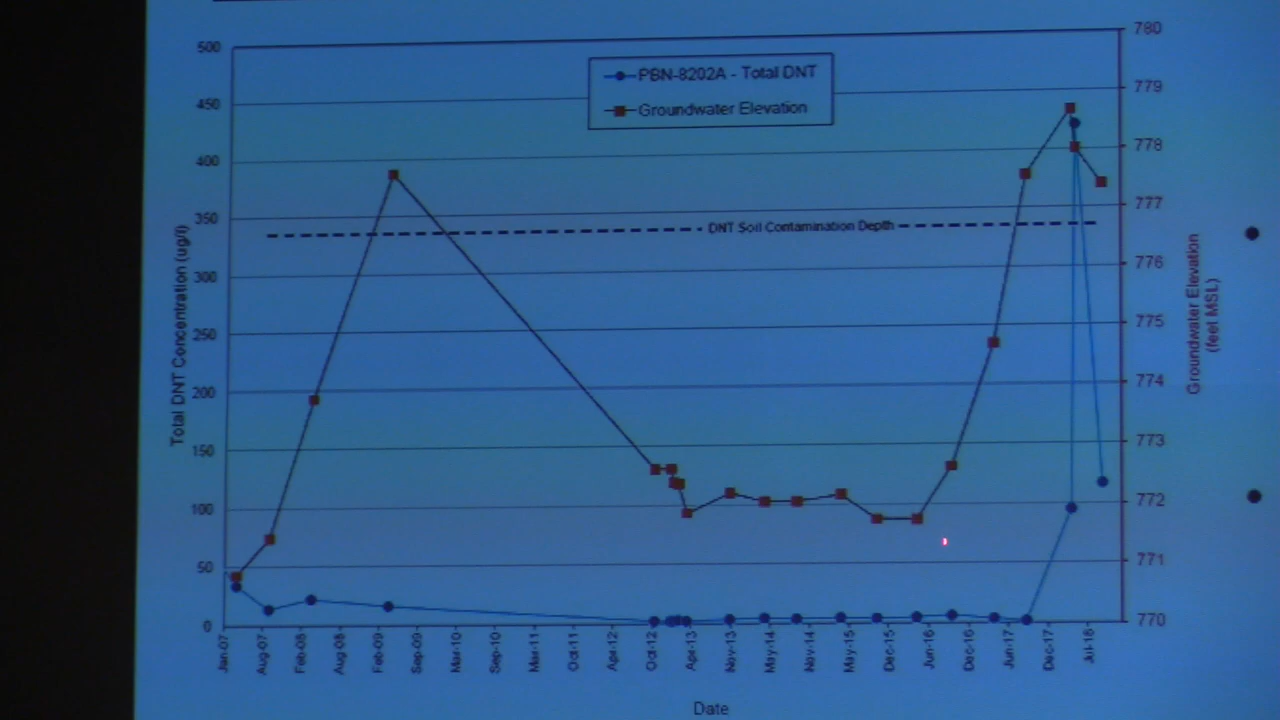 PBN-8202A - Total DNT
Groundwater Elevation
DNT Soil Contamination Depth
Total DNT Concentration (ug/l)
500
450
400
350
300
250
200
150
100
50
0
780
779
778
777
776
775
774
773
772
771
770
Groundwater Elevation
(feet MSL)
Jan-07
Aug-07
Feb-08
Aug-08
Feb-09
Sep-09
Mar-10
Sep-10
Mar-11
Oct-11
Apr-12
Oct-12
Apr-13
Nov-13
May-14
Nov-14
May-15
Dec-15
Jun-16
Dec-16
Jun-17
Dec-17
Jul-18
Date